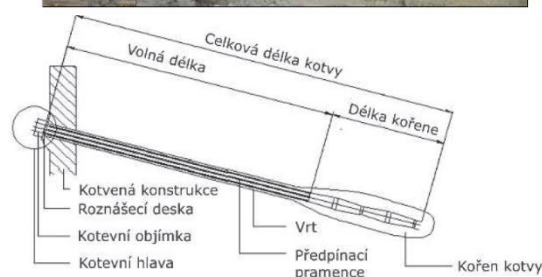 Celková délka kotvy
Volná délka
Délka kořene
Kotvená konstrukce
Roznášecí deska
Kotevní objímka
Kotevní hlava
Vrt
Předpínací
pramence
Kořen kotvy